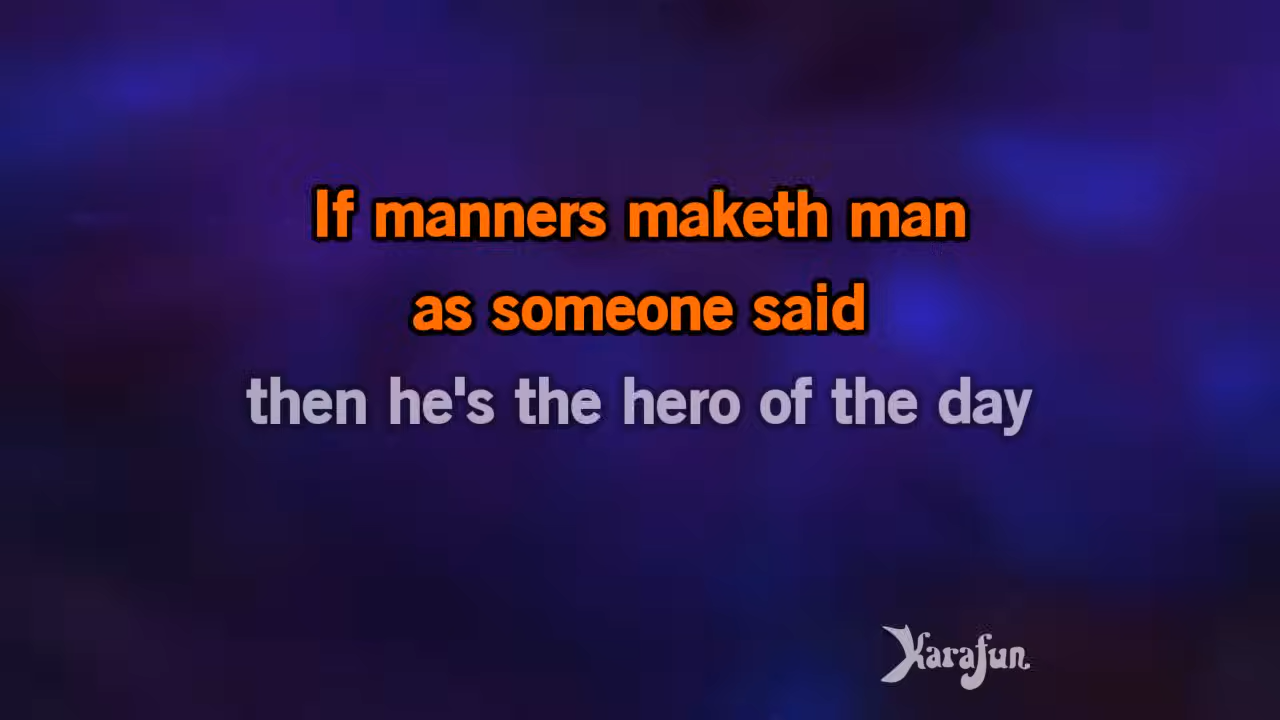 If manners maketh man
as someone said
then he's the hero of the day
Karafun